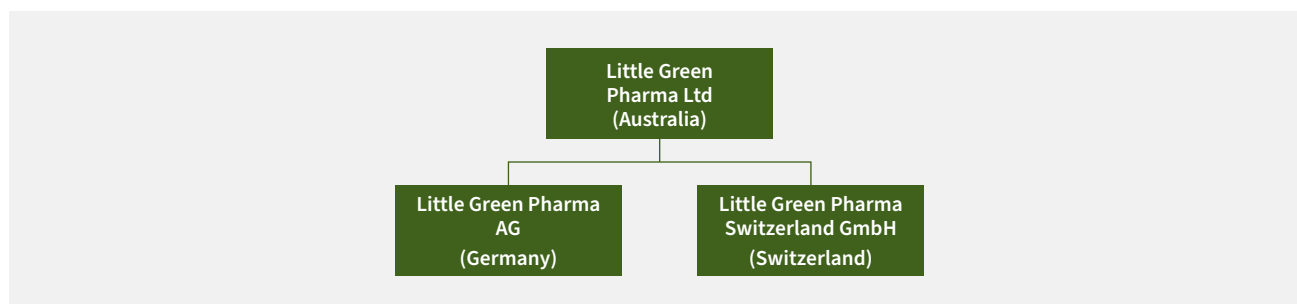 Little Green
Pharma Ltd
(Australia)
Little Green Pharma
AG
(Germany)
Little Green Pharma
Switzerland GmbH
(Switzerland)